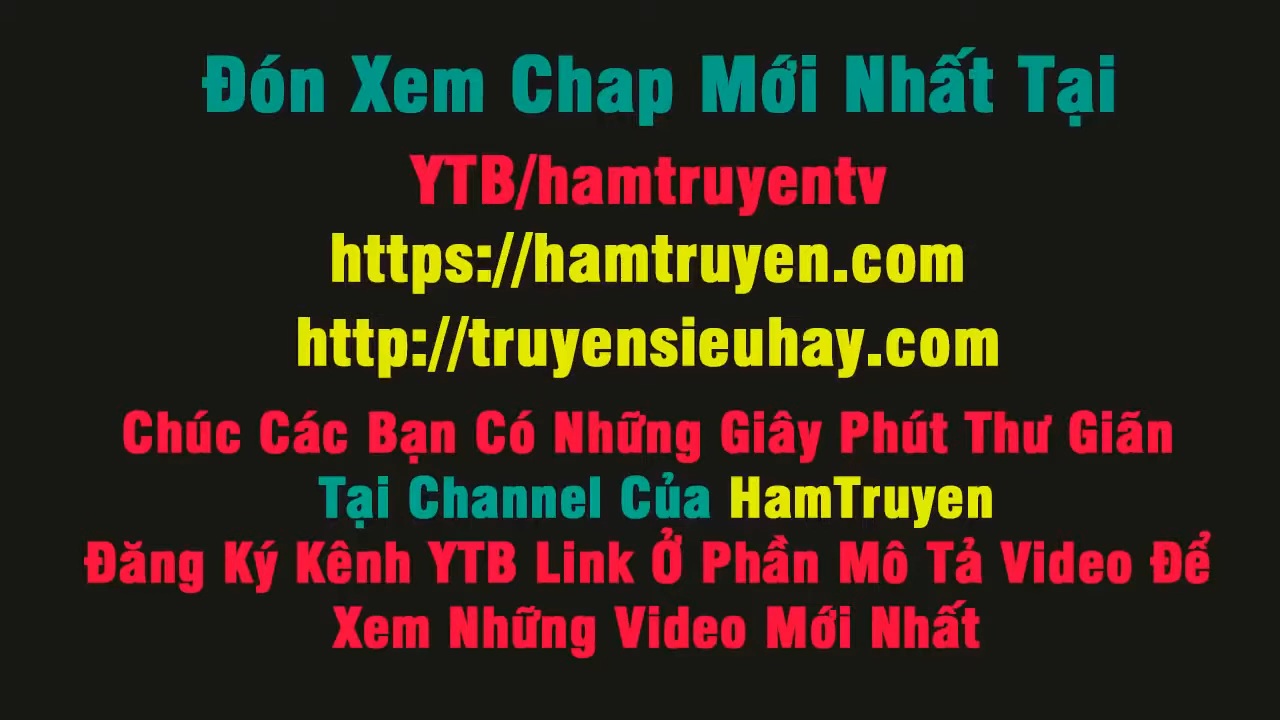 Đón Xem Chap Mới Nhất Tại
YTB/hamtruyentv
https://hamtruyen.com
http://truyensieuhay.com
Chúc Các Bạn Có Những Giây Phút Thư Giãn
Tại Channel Của HamTruyen
Đăng Ký Kênh YTB Link Ở Phần Mô Tả Video Để
Xem Những Video Mới Nhất